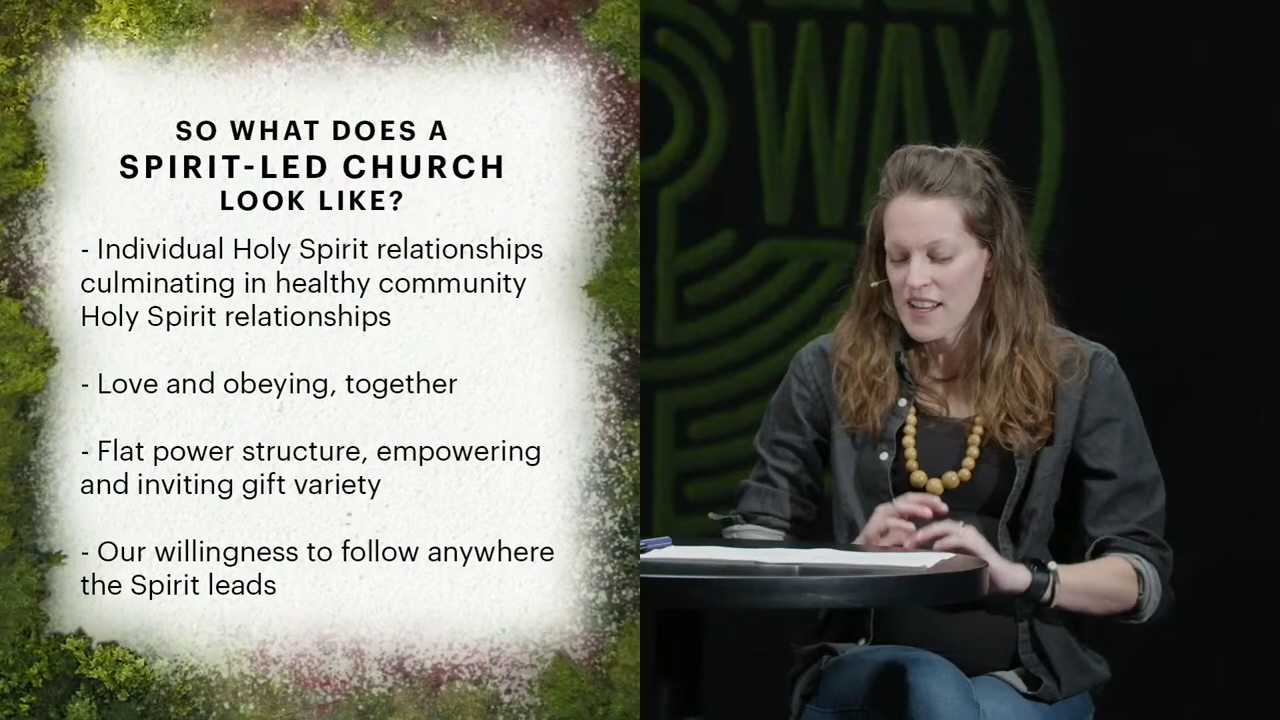 SO WHAT DOES A
SPIRIT-LED CHURCH
LOOK LIKE?
- Individual Holy Spirit relationships
culminating in healthy community
Holy Spirit relationships
- Love and obeying, together
- Flat power structure, empowering
and inviting gift variety
- Our willingness to follow anywhere
the Spirit leads
WAY